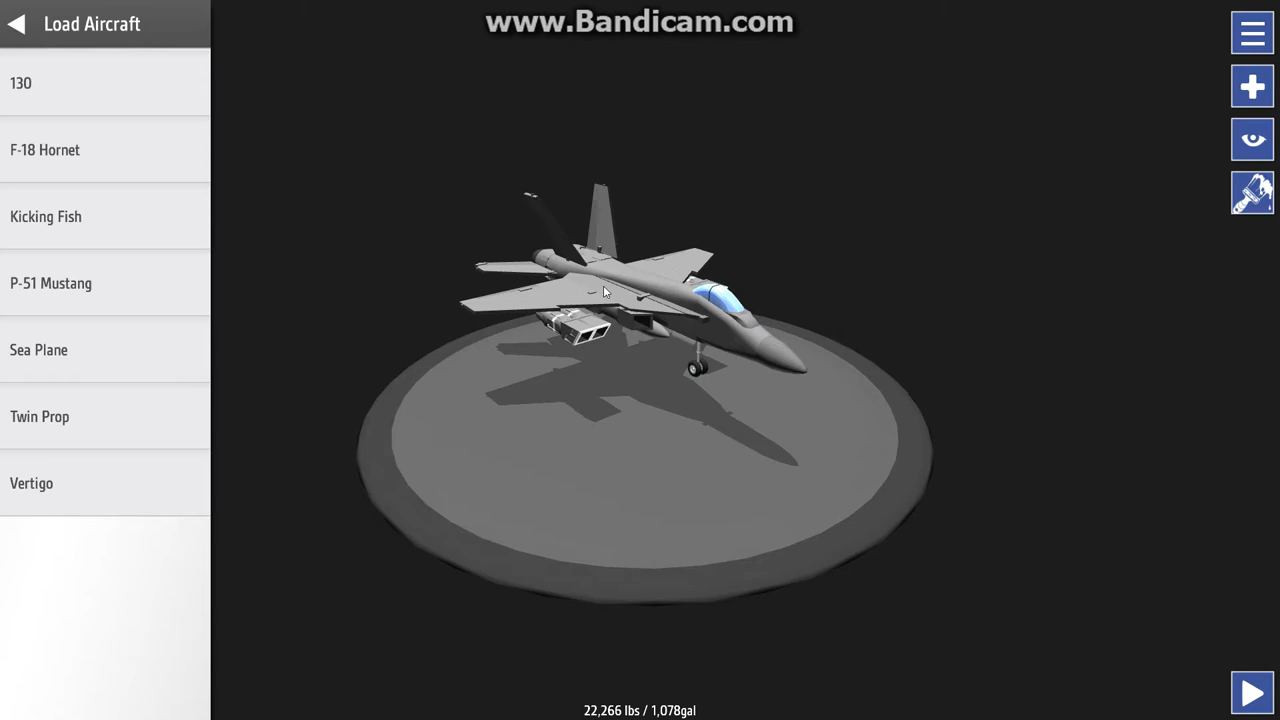 www.Bandicam.com
Load Aircraft
130
F-18 Hornet
Kicking Fish
P-51 Mustang
Sea Plane
Twin Prop
Vertigo
22,266 lbs / 1,078gal